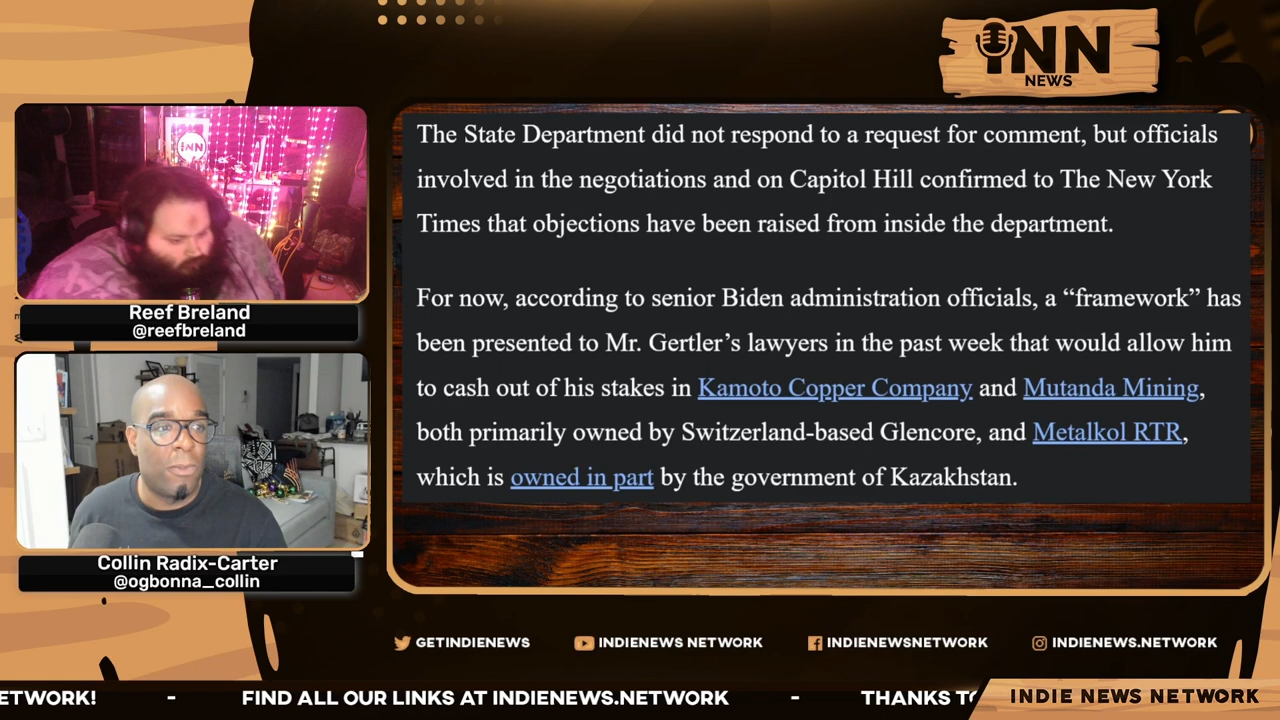 INN
NEWS
The State Department did not respond to a request for comment, but officials
involved in the negotiations and on Capitol Hill confirmed to The New York
Times that objections have been raised from inside the department.
For now, according to senior Biden administration officials, a “framework” has
been presented to Mr. Gertler’s lawyers in the past week that would allow him
to cash out of his stakes in Kamoto Copper Company and Mutanda Mining,
both primarily owned by Switzerland-based Glencore, and Metalkol RTR,
which is owned in part by the government of Kazakhstan.
INN
Reef Breland
@reefbreland
Collin Radix-Carter
@ogbonna_collin
GETINDIENEWS
INDIENEWS NETWORK
INDIENEWSNETWORK
INDIENEWS.NETWORK
ETWORK! - FIND ALL OUR LINKS AT INDIENEWS.NETWORK - THANKS TO
INDIE NEWS NETWORK